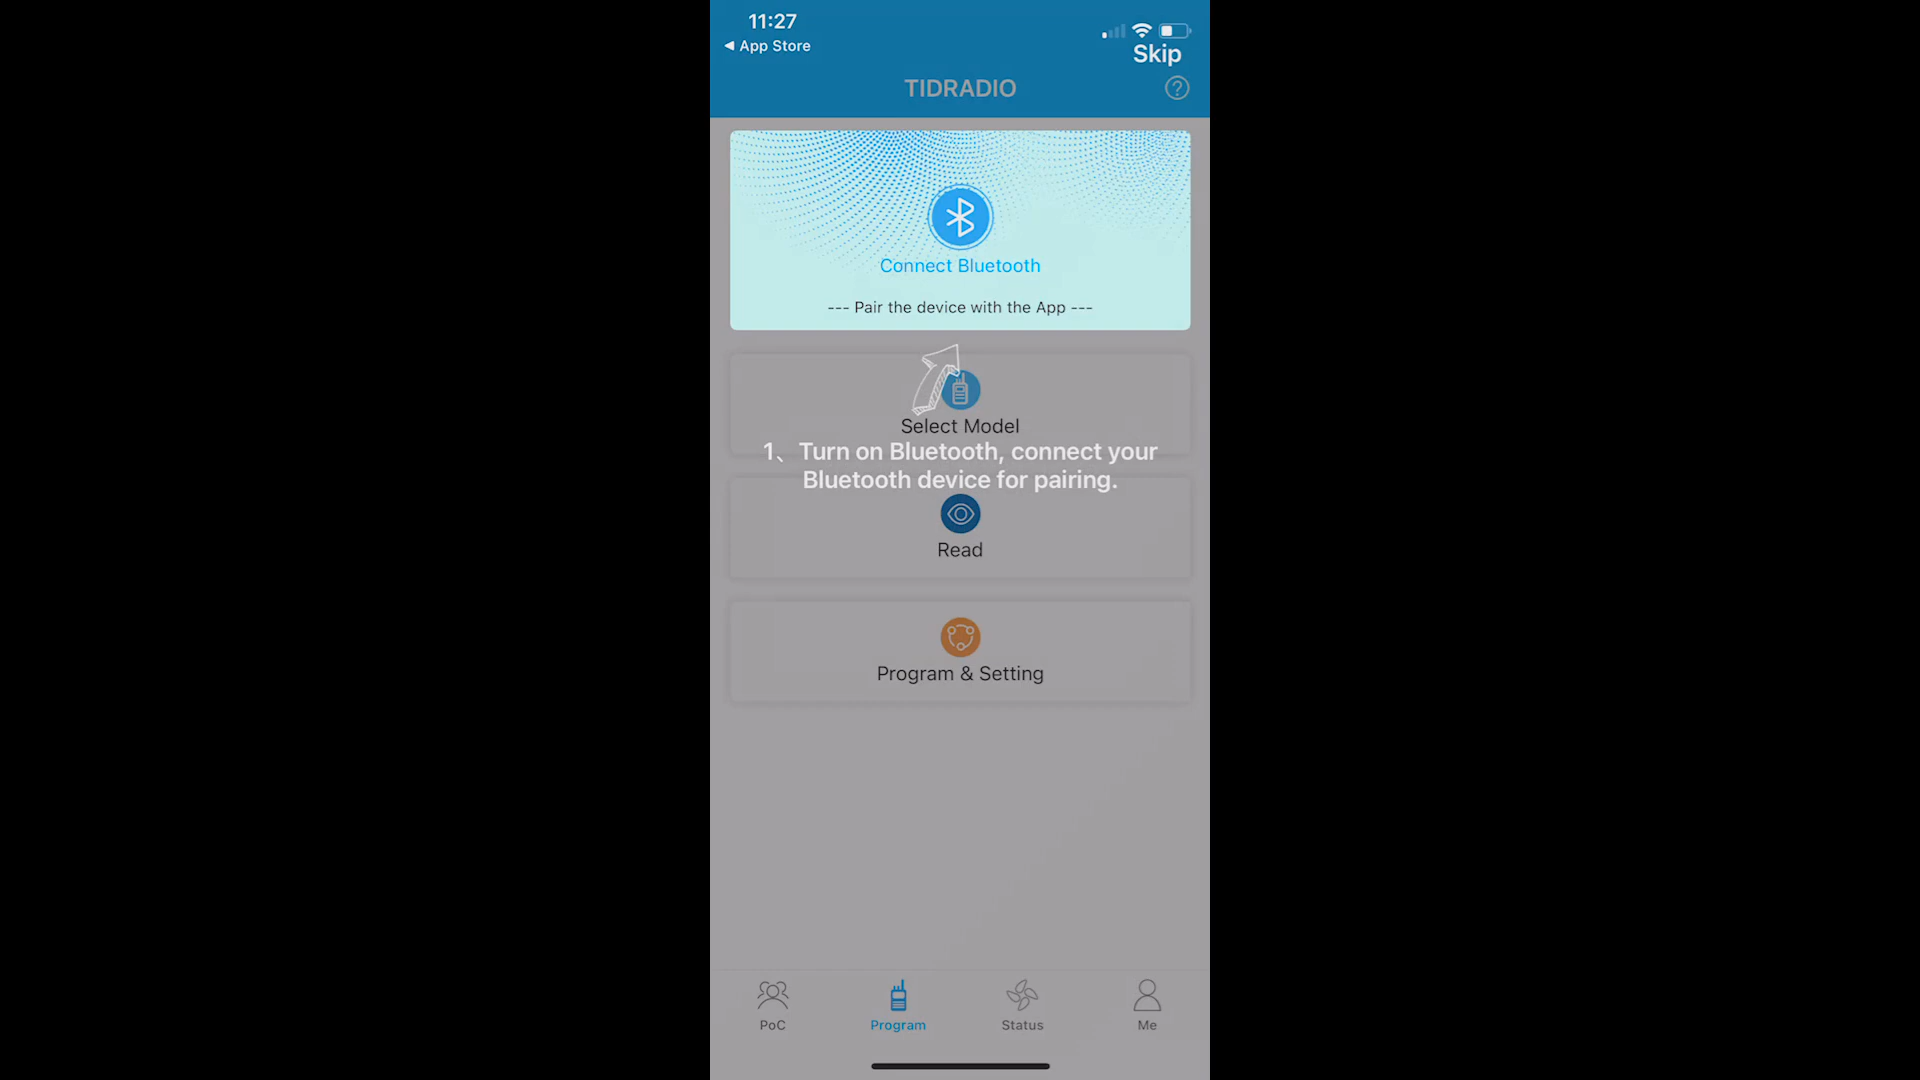 11:27
◀ App Store
Skip
TIDRADIO
?
Connect Bluetooth
--- Pair the device with the App ---
Select Model
1、 Turn on Bluetooth, connect your
Bluetooth device for pairing.
Read
Program & Setting
PoC
Program
Status
Me